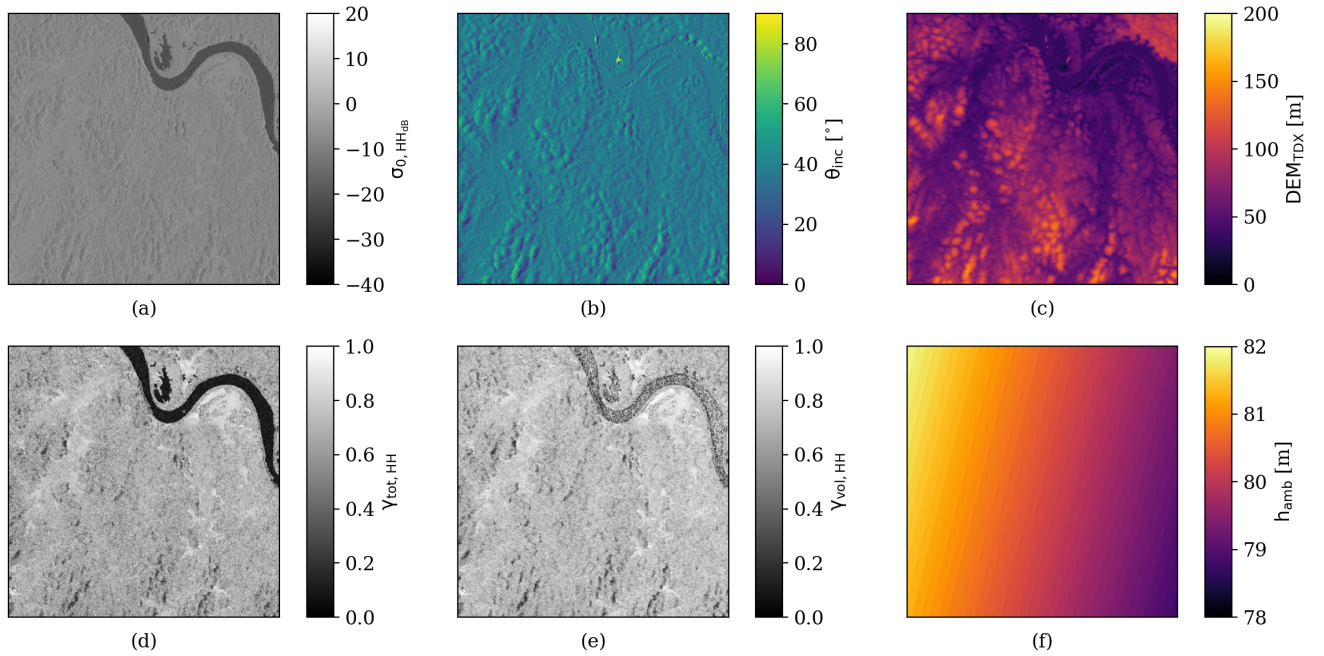 20
10
0
−10
−20
−30
−40
σ0, HHdB
(a)
80
60
40
20
0
θinc [°]
(b)
200
150
100
50
0
DEMTDX [m]
(c)
1.0
0.8
0.6
0.4
0.2
0.0
γtot, HH
(d)
1.0
0.8
0.6
0.4
0.2
0.0
γvol, HH
(e)
82
81
80
79
78
hamb [m]
(f)